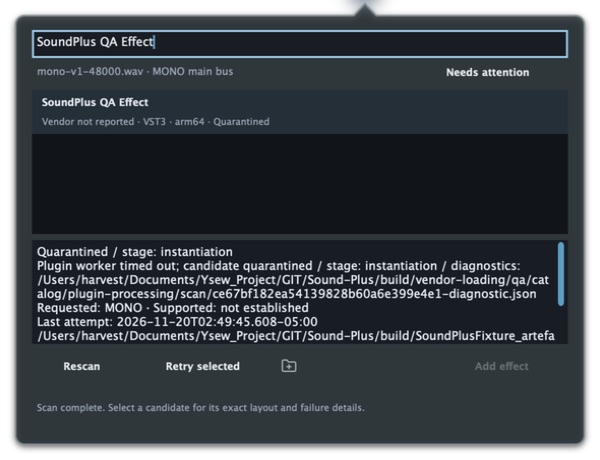 SoundPlus QA Effect
mono-v1-48000.wav · MONO main bus
Needs attention
SoundPlus QA Effect
Vendor not reported · VST3 · arm64 · Quarantined
Quarantined / stage: instantiation
Plugin worker timed out; candidate quarantined / stage: instantiation / diagnostics:
/Users/harvest/Documents/Ysew_Project/GIT/Sound-Plus/build/vendor-loading/qa/cat
alog/plugin-processing/scan/ce67bf182ea54139828b60a6e399e4e1-diagnostic.json
Requested: MONO · Supported: not established
Last attempt: 2026-11-20T02:49:45.608-05:00
/Users/harvest/Documents/Ysew_Project/GIT/Sound-Plus/build/SoundPlusFixture_artefa
Rescan
Retry selected
Add effect
Scan complete. Select a candidate for its exact layout and failure details.